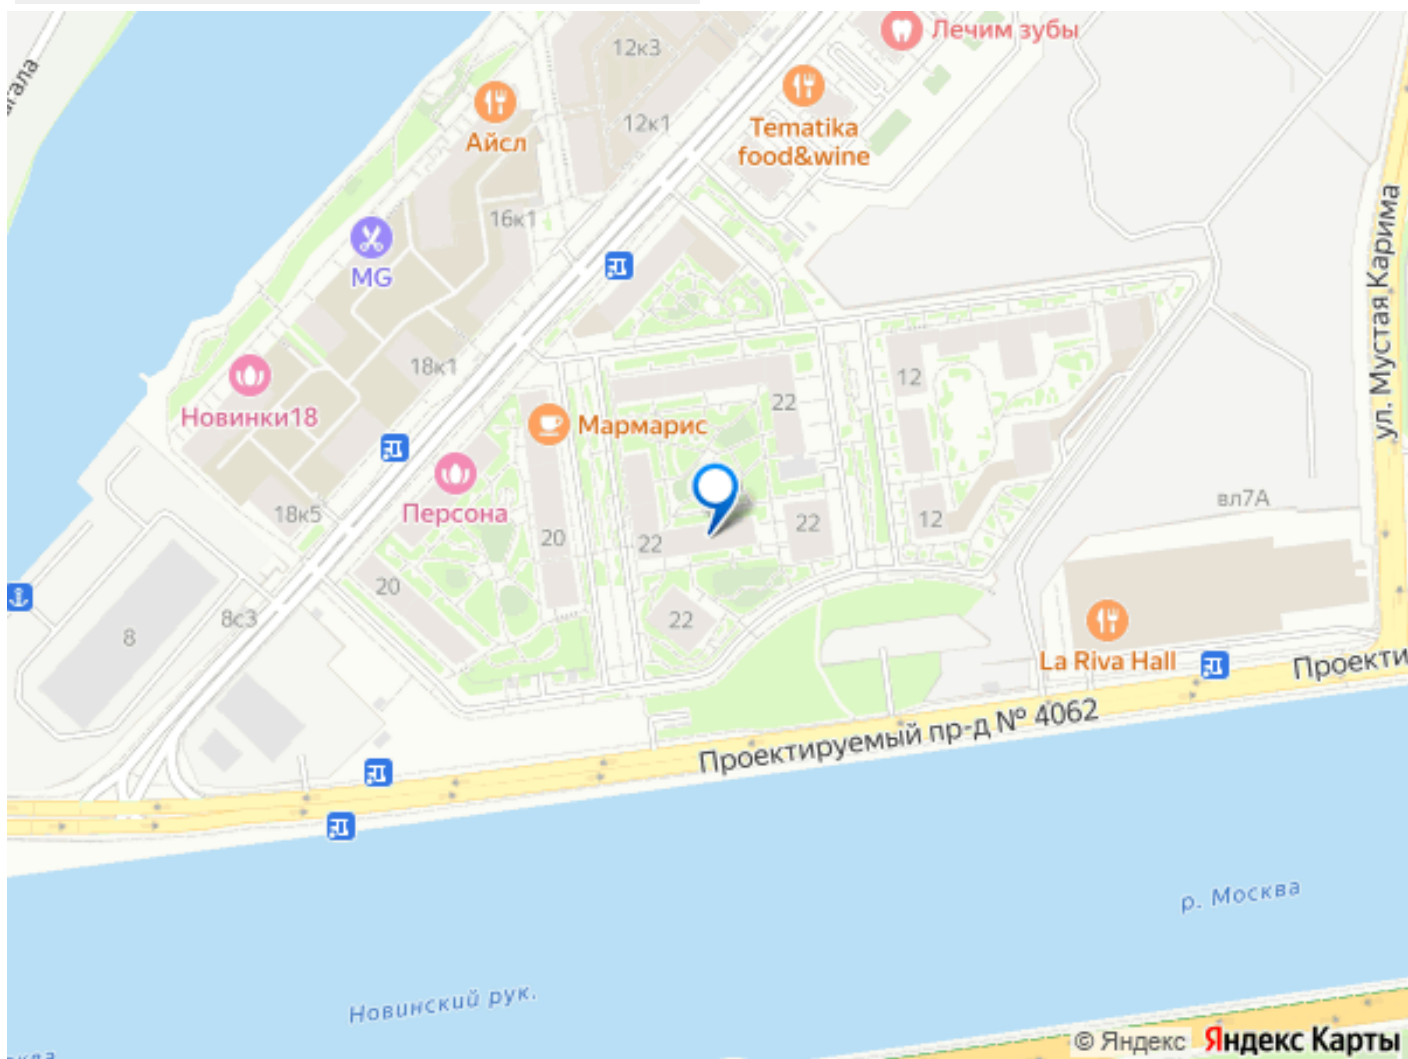 12к3
Лечим зубы
Айсл
12к1
Tematika
food&wine
16к1
MG
ул. Мустая Карима
18к1
12
Новинки18
22
Мармарис
Персона
18к5
вл7А
22
22
12
20
20
8с3
8
22
La Riva Hall
Проекти
Проектируемый пр-д № 4062
р. Москва
Новинский рук.
© Яндекс
Яндекс Карты